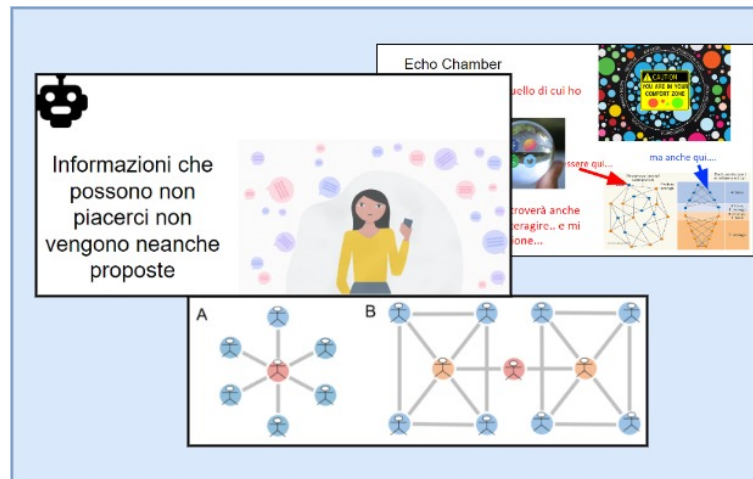 Echo Chamber
uello di cui ho
CAUTION
YOU ARE IN YOUR
COMFORT ZONE
Informazioni che
possono non
piacerci non
vengono neanche
proposte
essere qui...
ma anche qui....
troverà anche
teragire.. e mi
ione...
A
B